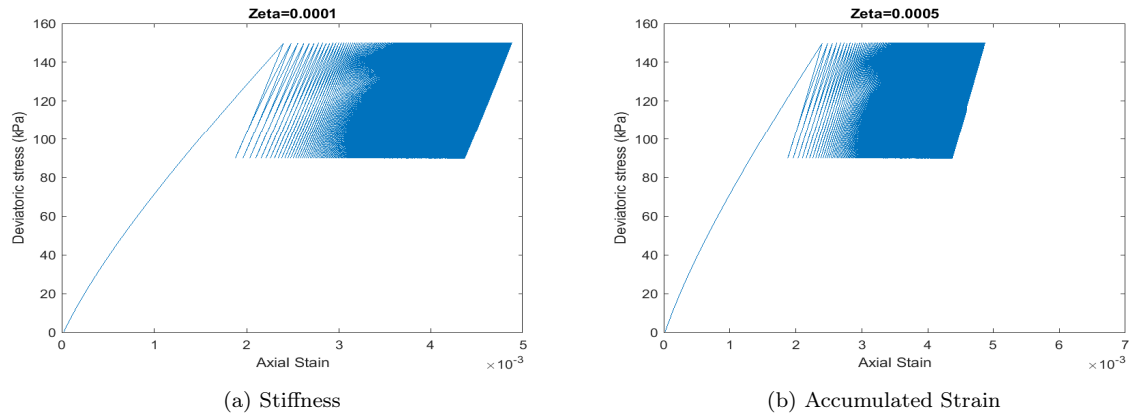 Zeta=0.0001
160
140
120
100
80
60
40
20
0
Deviatoric stress (kPa)
0 1 2 3 4 5
Axial Stain
×10⁻³
(a) Stiffness
Zeta=0.0005
160
140
120
100
80
60
40
20
0
Deviatoric stress (kPa)
0 1 2 3 4 5 6 7
Axial Stain
×10⁻³
(b) Accumulated Strain